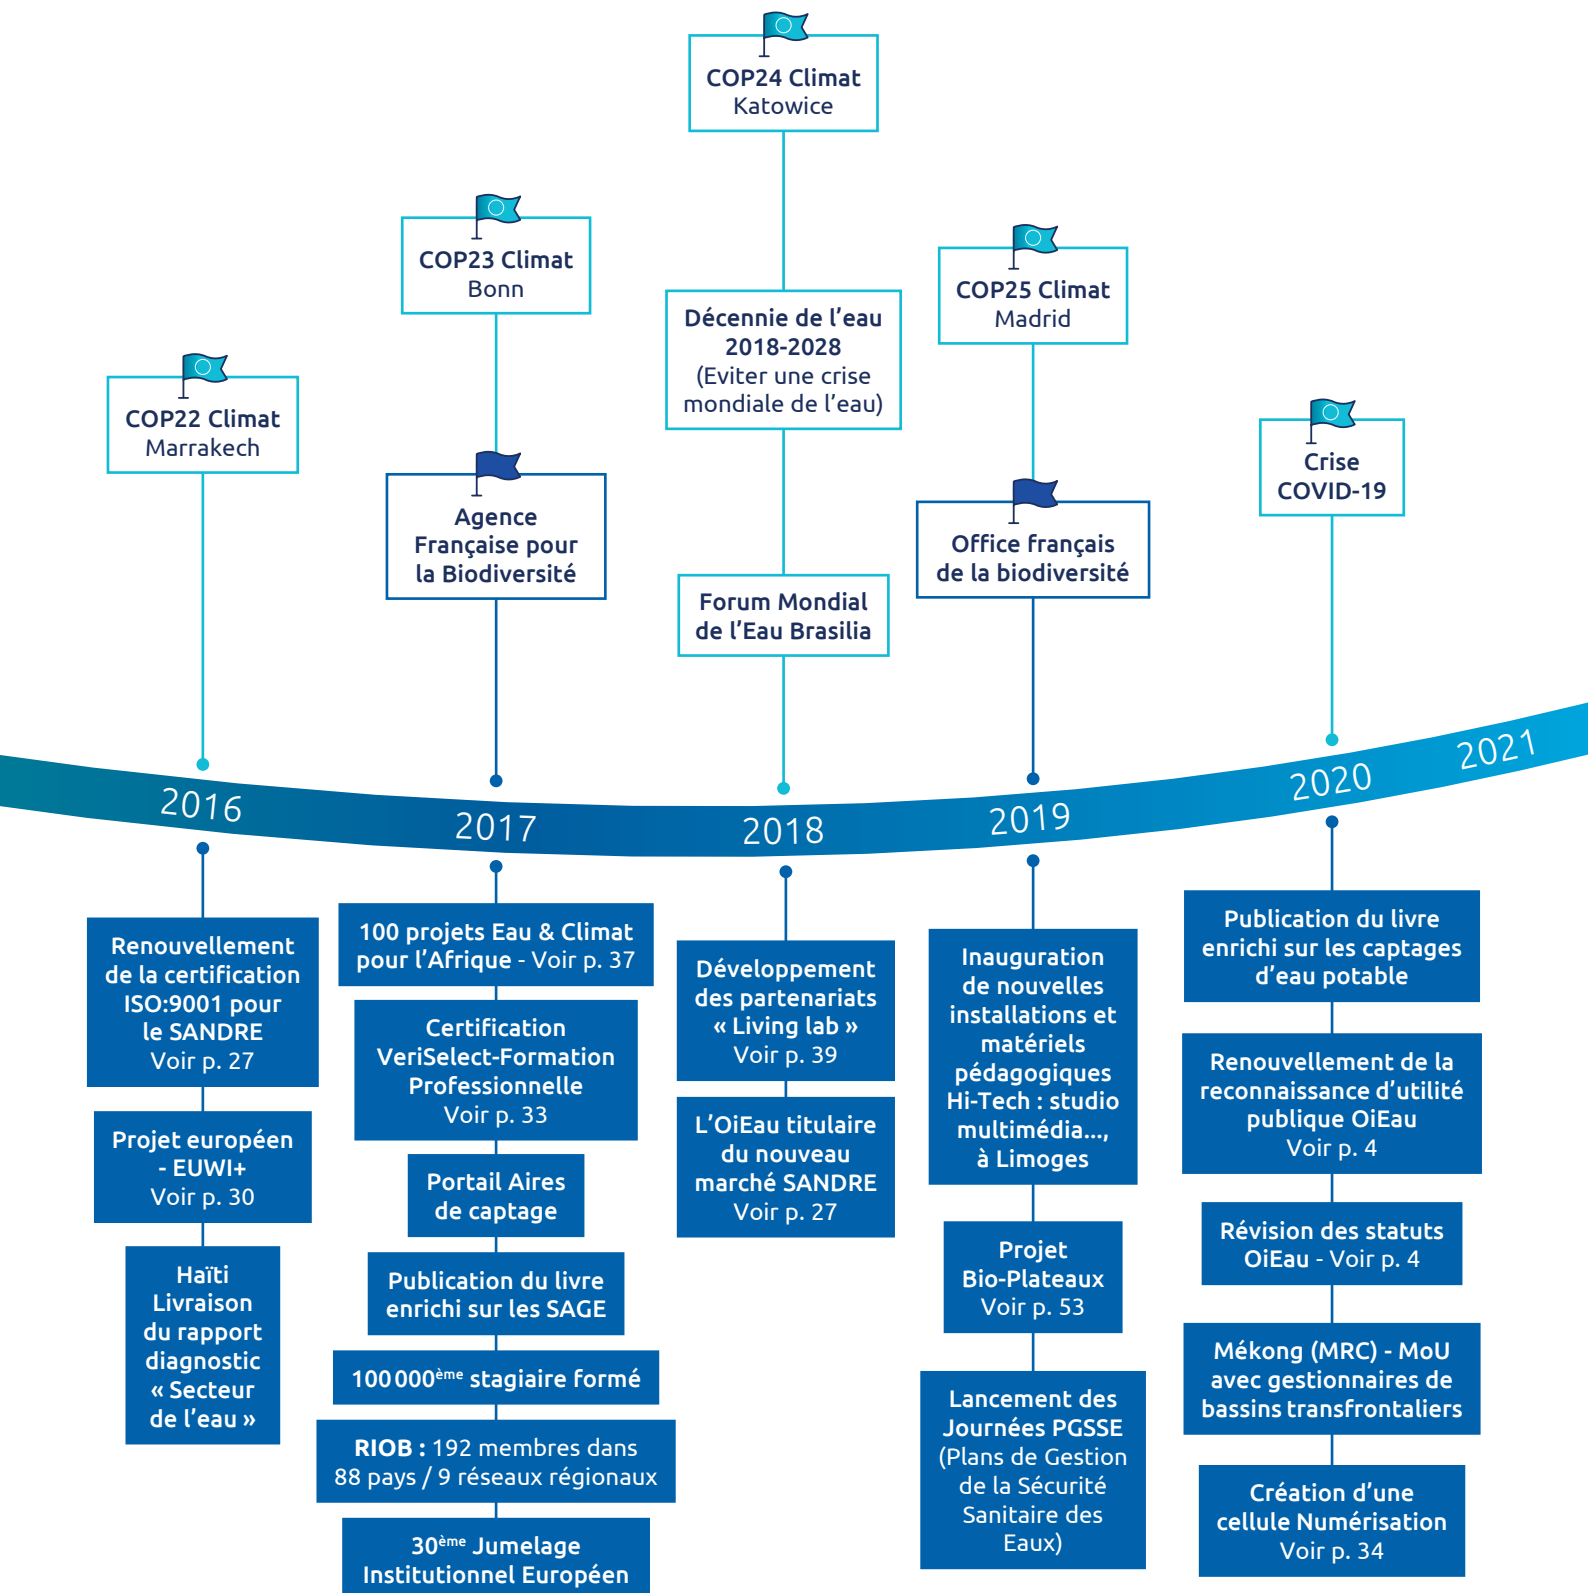 COP24 Climat
Katowice
COP23 Climat
Bonn
COP25 Climat
Madrid
Décennie de l’eau
2018-2028
(Eviter une crise
mondiale de l’eau)
COP22 Climat
Marrakech
Crise
COVID-19
Agence
Française pour
la Biodiversité
Office français
de la biodiversité
Forum Mondial
de l’Eau Brasilia
2016
2017
2018
2019
2020
2021
Renouvellement
de la certification
ISO:9001 pour
le SANDRE
Voir p. 27
Projet européen
- EUWI+
Voir p. 30
Haïti
Livraison
du rapport
diagnostic
« Secteur
de l’eau »
100 projets Eau & Climat
pour l’Afrique - Voir p. 37
Certification
VeriSelect-Formation
Professionnelle
Voir p. 33
Portail Aires
de captage
Publication du livre
enrichi sur les SAGE
100 000ème stagiaire formé
RIOB : 192 membres dans
88 pays / 9 réseaux régionaux
30ème Jumelage
Institutionnel Européen
Développement
des partenariats
« Living lab »
Voir p. 39
L’OiEau titulaire
du nouveau
marché SANDRE
Voir p. 27
Inauguration
de nouvelles
installations et
matériels
pédagogiques
Hi-Tech : studio
multimédia...,
à Limoges
Projet
Bio-Plateaux
Voir p. 53
Lancement des
Journées PGSSE
(Plans de Gestion
de la Sécurité
Sanitaire des
Eaux)
Publication du livre
enrichi sur les captages
d’eau potable
Renouvellement de la
reconnaissance d’utilité
publique OiEau
Voir p. 4
Révision des statuts
OiEau - Voir p. 4
Mékong (MRC) - MoU
avec gestionnaires de
bassins transfrontaliers
Création d’une
cellule Numérisation
Voir p. 34